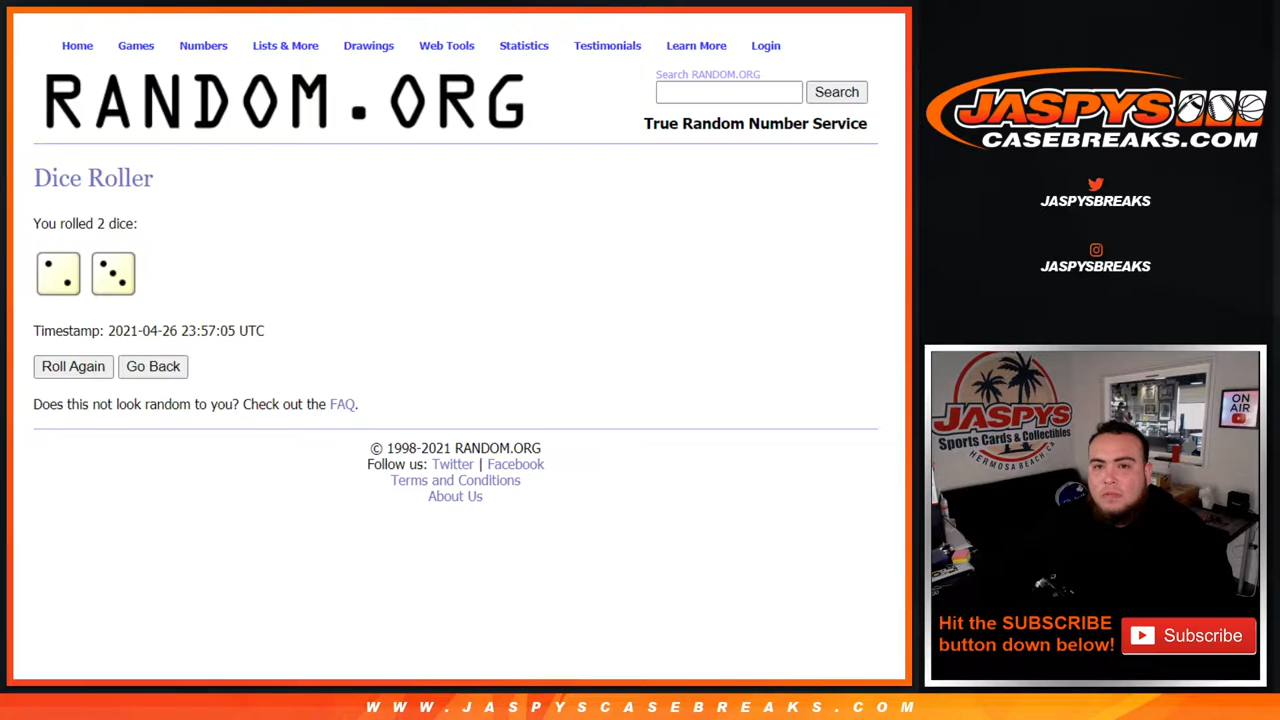 Home Games Numbers Lists & More Drawings Web Tools Statistics Testimonials Learn More Login
RANDOM.ORG
Search RANDOM.ORG
Search
True Random Number Service
Dice Roller
You rolled 2 dice:
Timestamp: 2021-04-26 23:57:05 UTC
Roll Again Go Back
Does this not look random to you? Check out the FAQ.
© 1998-2021 RANDOM.ORG
Follow us: Twitter | Facebook
Terms and Conditions
About Us
JASPYS
CASEBREAKS.COM
JASPYSBREAKS
JASPYSBREAKS
JASPYS
Sports Cards & Collectibles
HERMOSA BEACH, CA
ON
AIR
Hit the SUBSCRIBE
button down below!
Subscribe
WWW.JASPYSCASEBREAKS.COM